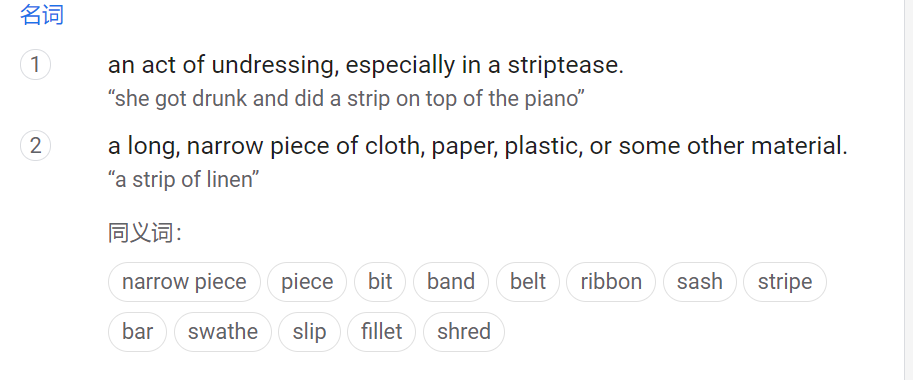 名词
1 an act of undressing, especially in a striptease.
“she got drunk and did a strip on top of the piano”
2 a long, narrow piece of cloth, paper, plastic, or some other material.
“a strip of linen”
同义词：
narrow piece piece bit band belt ribbon sash stripe
bar swathe slip fillet shred